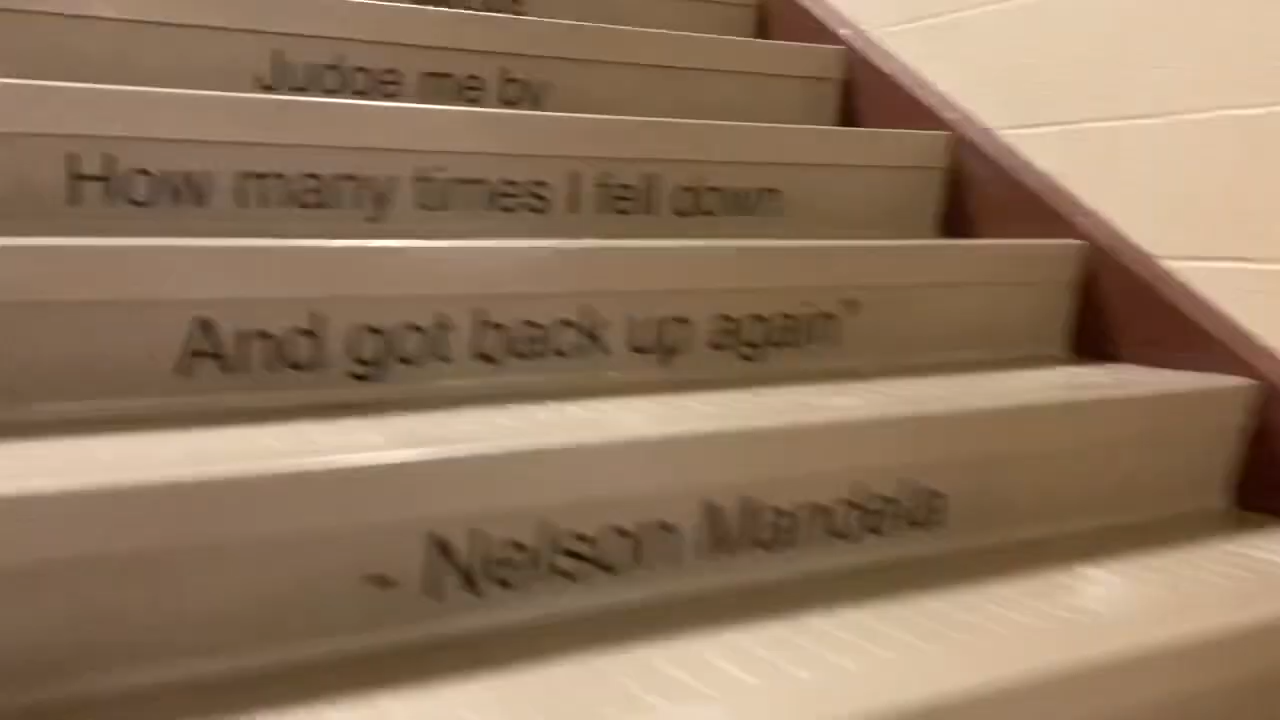 Judge me by
How many times I fell down
And got back up again"
- Nelson Mandela